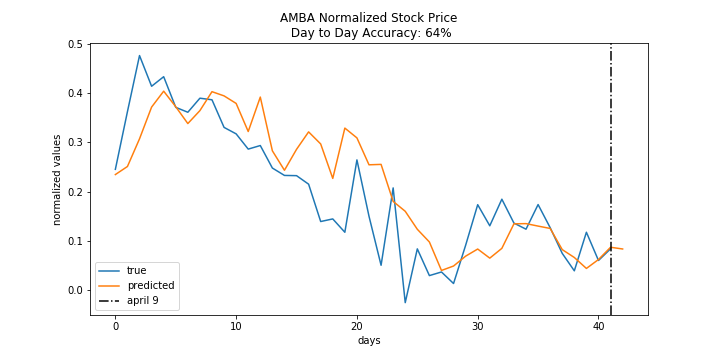 AMBA Normalized Stock Price
Day to Day Accuracy: 64%
0.5
0.4
0.3
0.2
0.1
0.0
normalized values
true
predicted
april 9
0
10
20
30
40
days